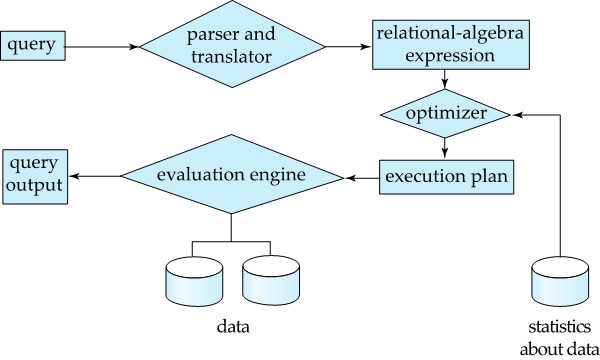 query
parser and
translator
relational-algebra
expression
optimizer
query
output
evaluation engine
execution plan
data
statistics
about data